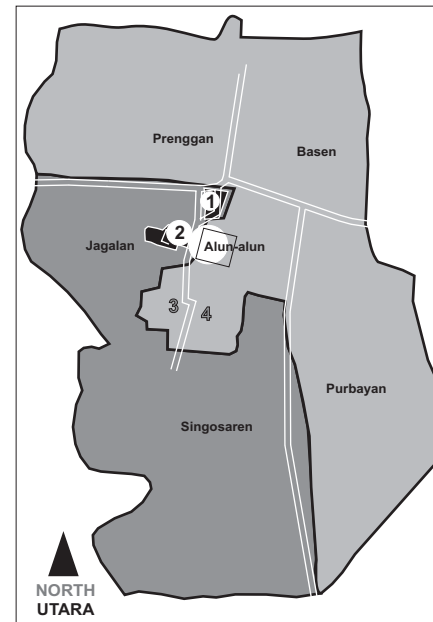 Prenggan
Basen
1
2
Jagalan
Alun-alun
3
4
Purbayan
Singosaren
NORTH
UTARA